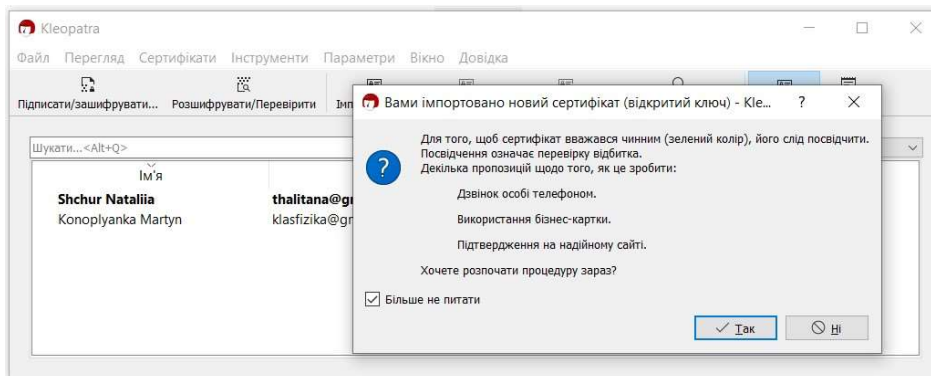 Kleopatra
Файл Перегляд Сертифікати Інструменти Параметри Вікно Довідка
Підписати/зашифрувати... Розшифрувати/Перевірити Імп
Вами імпортовано новий сертифікат (відкритий ключ) - Kle... ?
Шукати...<Alt+Q>
Ім'я
Shchur Nataliia thalitana@gr
Konoplyanka Martyn klasfizika@gr
Для того, щоб сертифікат вважався чинним (зелений колір), його слід посвідчити.
Посвідчення означає перевірку відбитка.
Декілька пропозицій щодо того, як це зробити:
Дзвінок особі телефоном.
Використання бізнес-картки.
Підтвердження на надійному сайті.
Хочете розпочати процедуру зараз?
Більше не питати
Так Ні